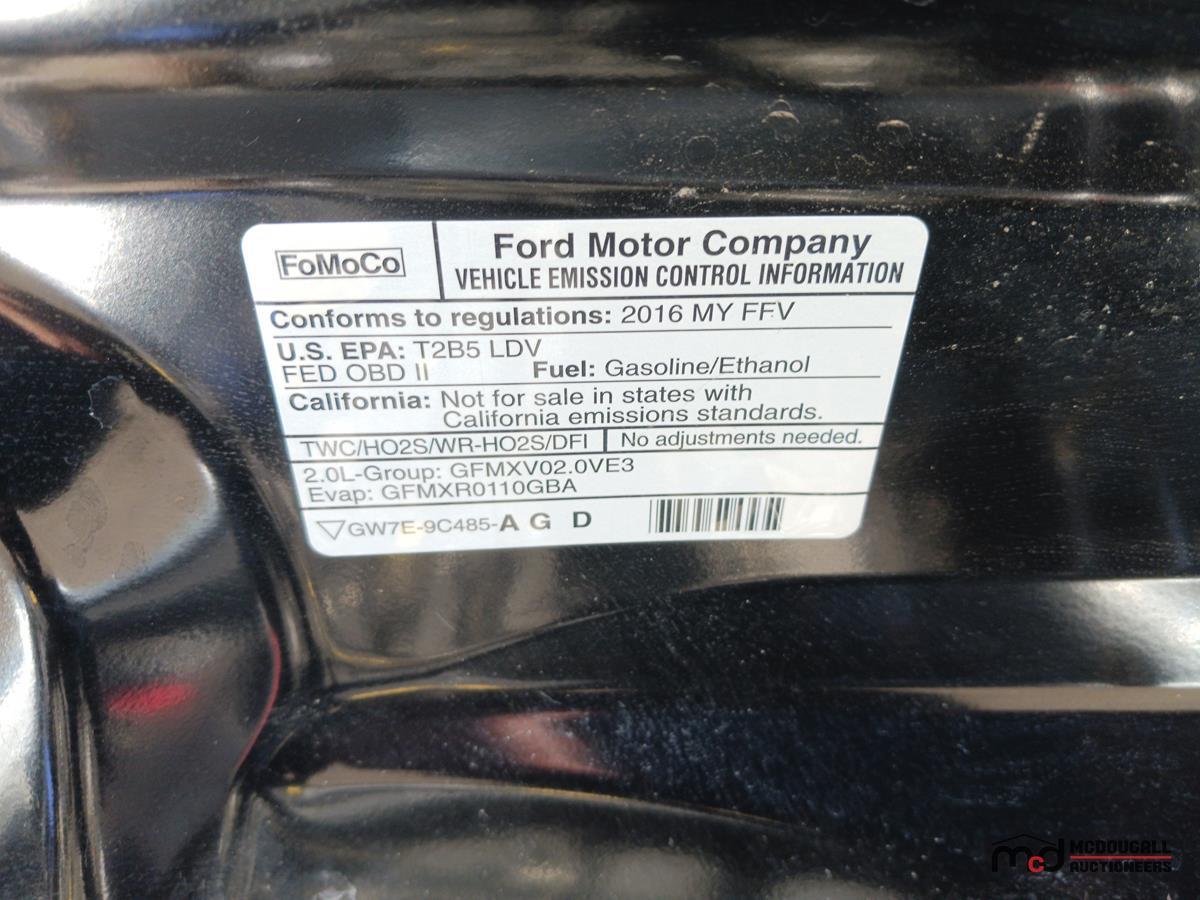 FoMoCo
Ford Motor Company
VEHICLE EMISSION CONTROL INFORMATION
Conforms to regulations: 2016 MY FFV
U.S. EPA: T2B5 LDV
FED OBD II Fuel: Gasoline/Ethanol
California: Not for sale in states with
California emissions standards.
TWC/HO2S/WR-HO2S/DFI No adjustments needed.
2.0L-Group: GFMXV02.0VE3
Evap: GFMXR0110GBA
GW7E-9C485-A G D
mcd MCDOUGALL
AUCTIONEERS